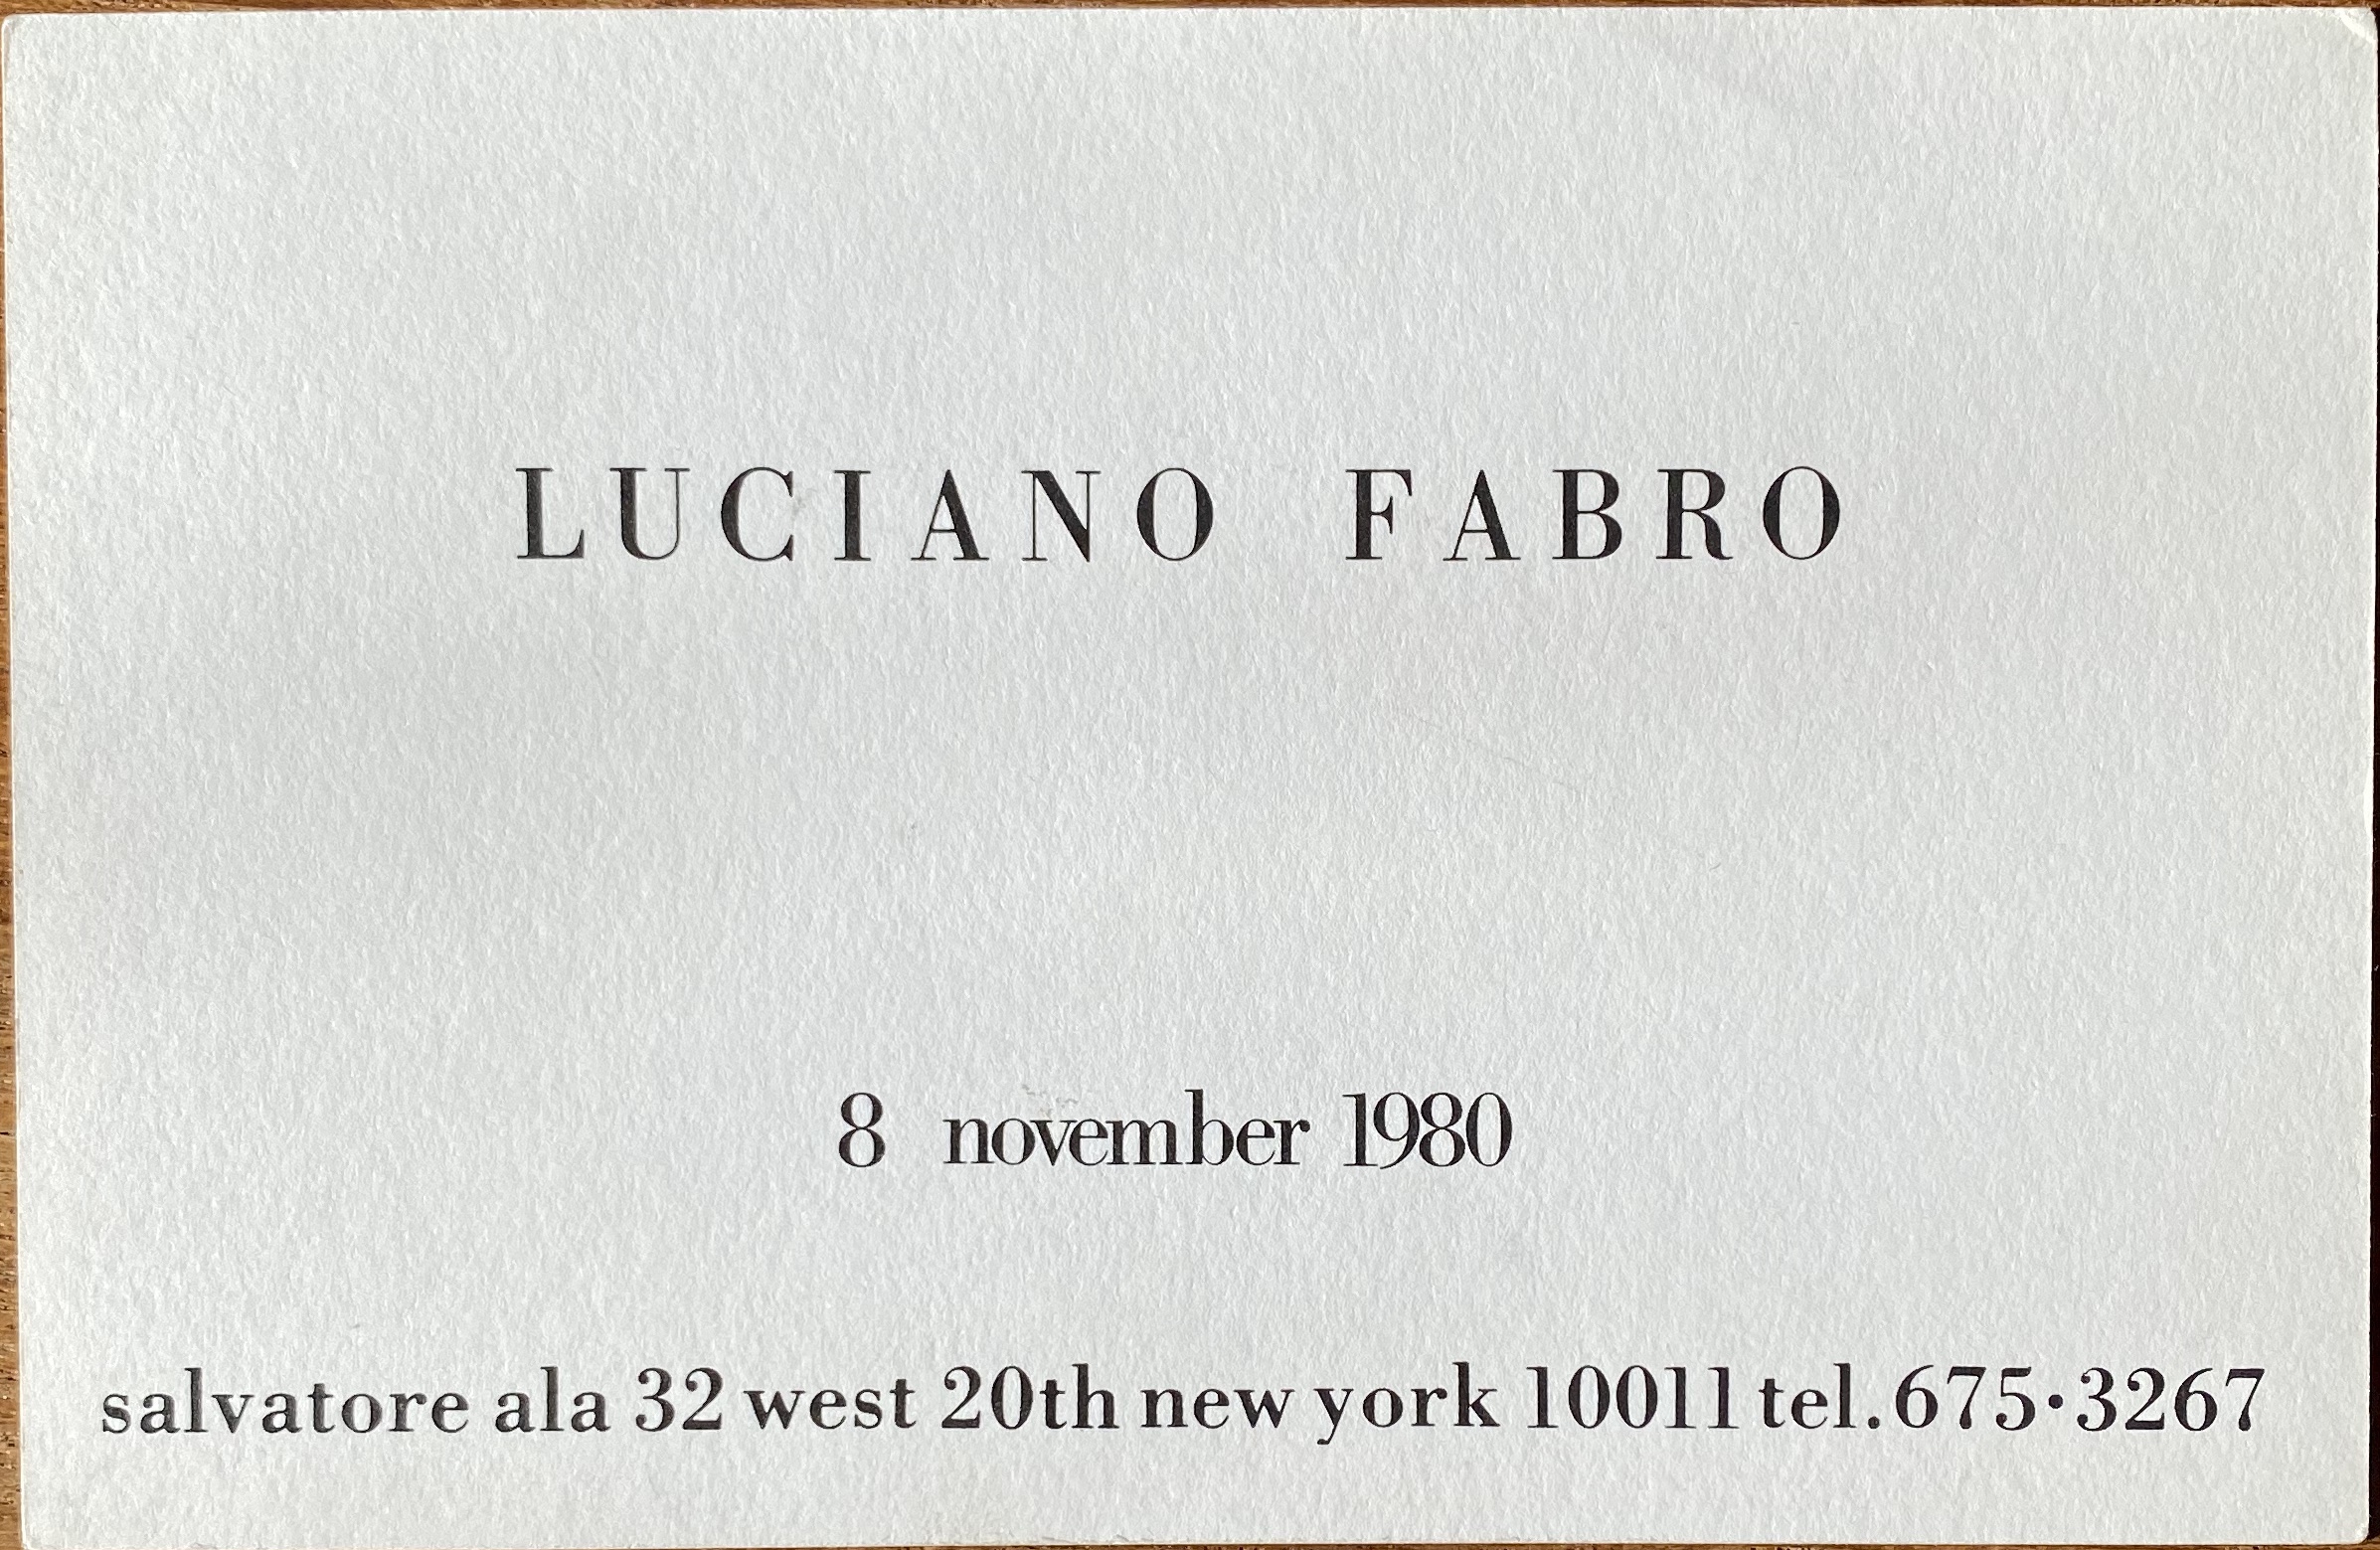 LUCIANO FABRO
8 november 1980
salvatore ala 32 west 20th new york 10011 tel.675·3267